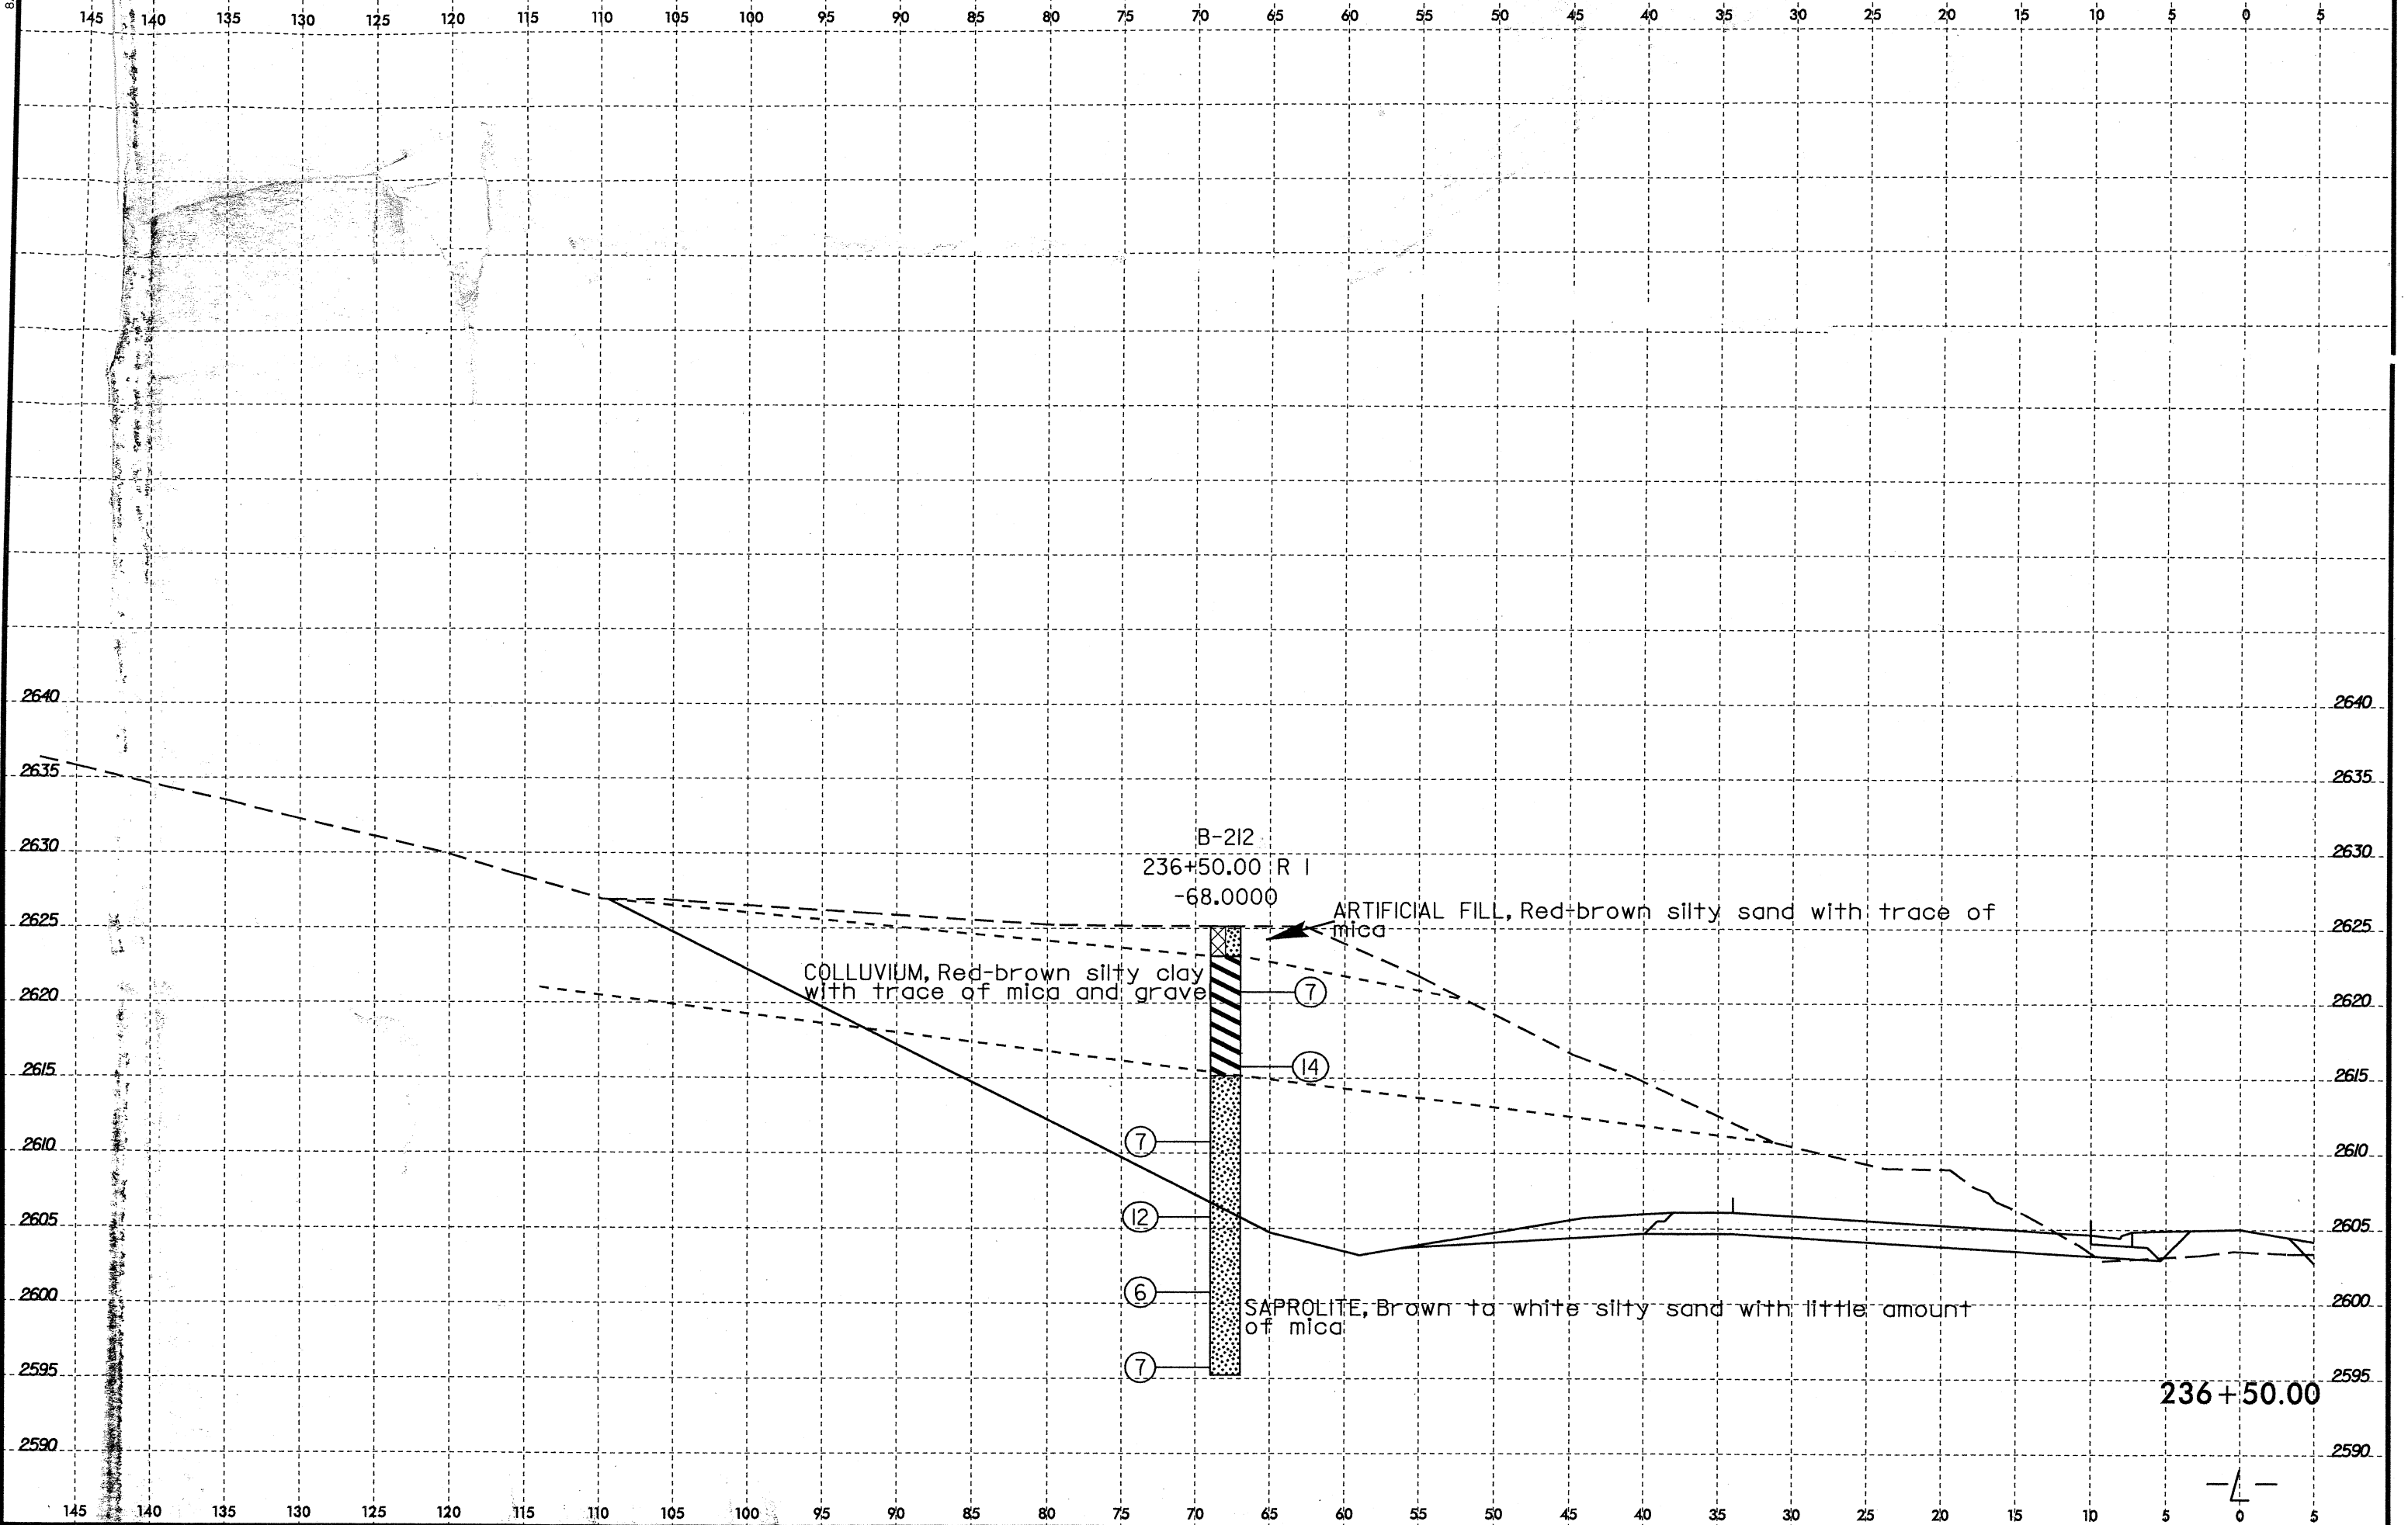 145 140 135 130 125 120 115 110 105 100 95 90 85 80 75 70 65 60 55 50 45 40 35 30 25 20 15 10 5 0 5
2640 2640
2635 2635
2630 2630
B-212
236+50.00 R I
-68.0000
2625 2625
ARTIFICIAL FILL, Red-brown silty sand with trace of
mica
COLLUVIUM, Red-brown silty clay
with trace of mica and grave
7
2620 2620
14
2615 2615
7
2610 2610
12
2605 2605
6
2600 2600
SAPROLITE, Brown to white silty sand with little amount
of mica
7
2595 2595
236+50.00
2590 2590
-L-
145 140 135 130 125 120 115 110 105 100 95 90 85 80 75 70 65 60 55 50 45 40 35 30 25 20 15 10 5 0 5